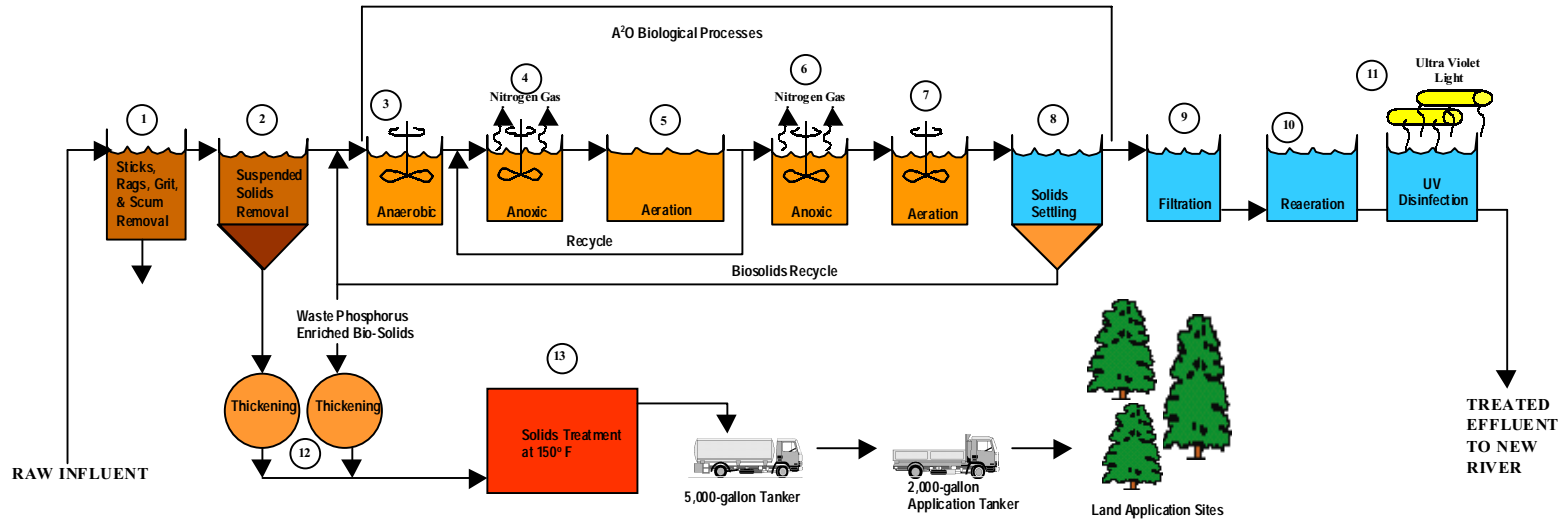 A²O Biological Processes
1
2
3
4
5
6
7
8
9
10
11
Nitrogen Gas
Nitrogen Gas
Ultra Violet
Light
Sticks,
Rags, Grit,
& Scum
Removal
Suspended
Solids
Removal
Anaerobic
Anoxic
Aeration
Anoxic
Aeration
Solids
Settling
Filtration
Reaeration
UV
Disinfection
Recycle
Biosolids Recycle
Waste Phosphorus
Enriched Bio-Solids
Thickening
Thickening
12
13
Solids Treatment
at 150° F
5,000-gallon Tanker
2,000-gallon
Application Tanker
Land Application Sites
RAW INFLUENT
TREATED
EFFLUENT
TO NEW
RIVER